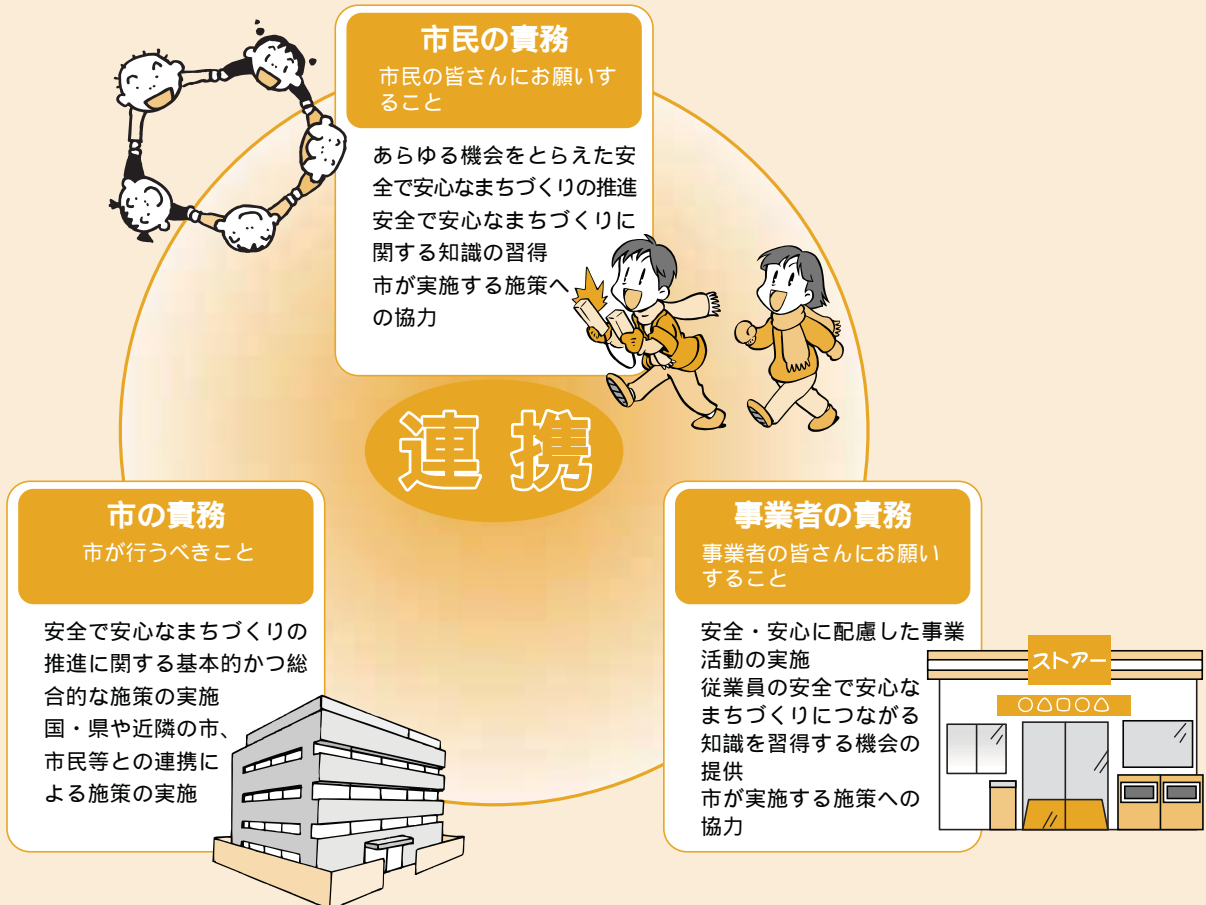 市民の責務
市民の皆さんにお願いす
ること
あらゆる機会をとらえた安
全で安心なまちづくりの推進
安全で安心なまちづくりに
関する知識の習得
市が実施する施策へ
の協力
連携
市の責務
市が行うべきこと
安全で安心なまちづくりの
推進に関する基本的かつ総
合的な施策の実施
国・県や近隣の市、
市民等との連携に
よる施策の実施
事業者の責務
事業者の皆さんにお願い
すること
安全・安心に配慮した事業
活動の実施
従業員の安全で安心な
まちづくりにつながる
知識を習得する機会の
提供
市が実施する施策への
協力
ストアー
○△□○△